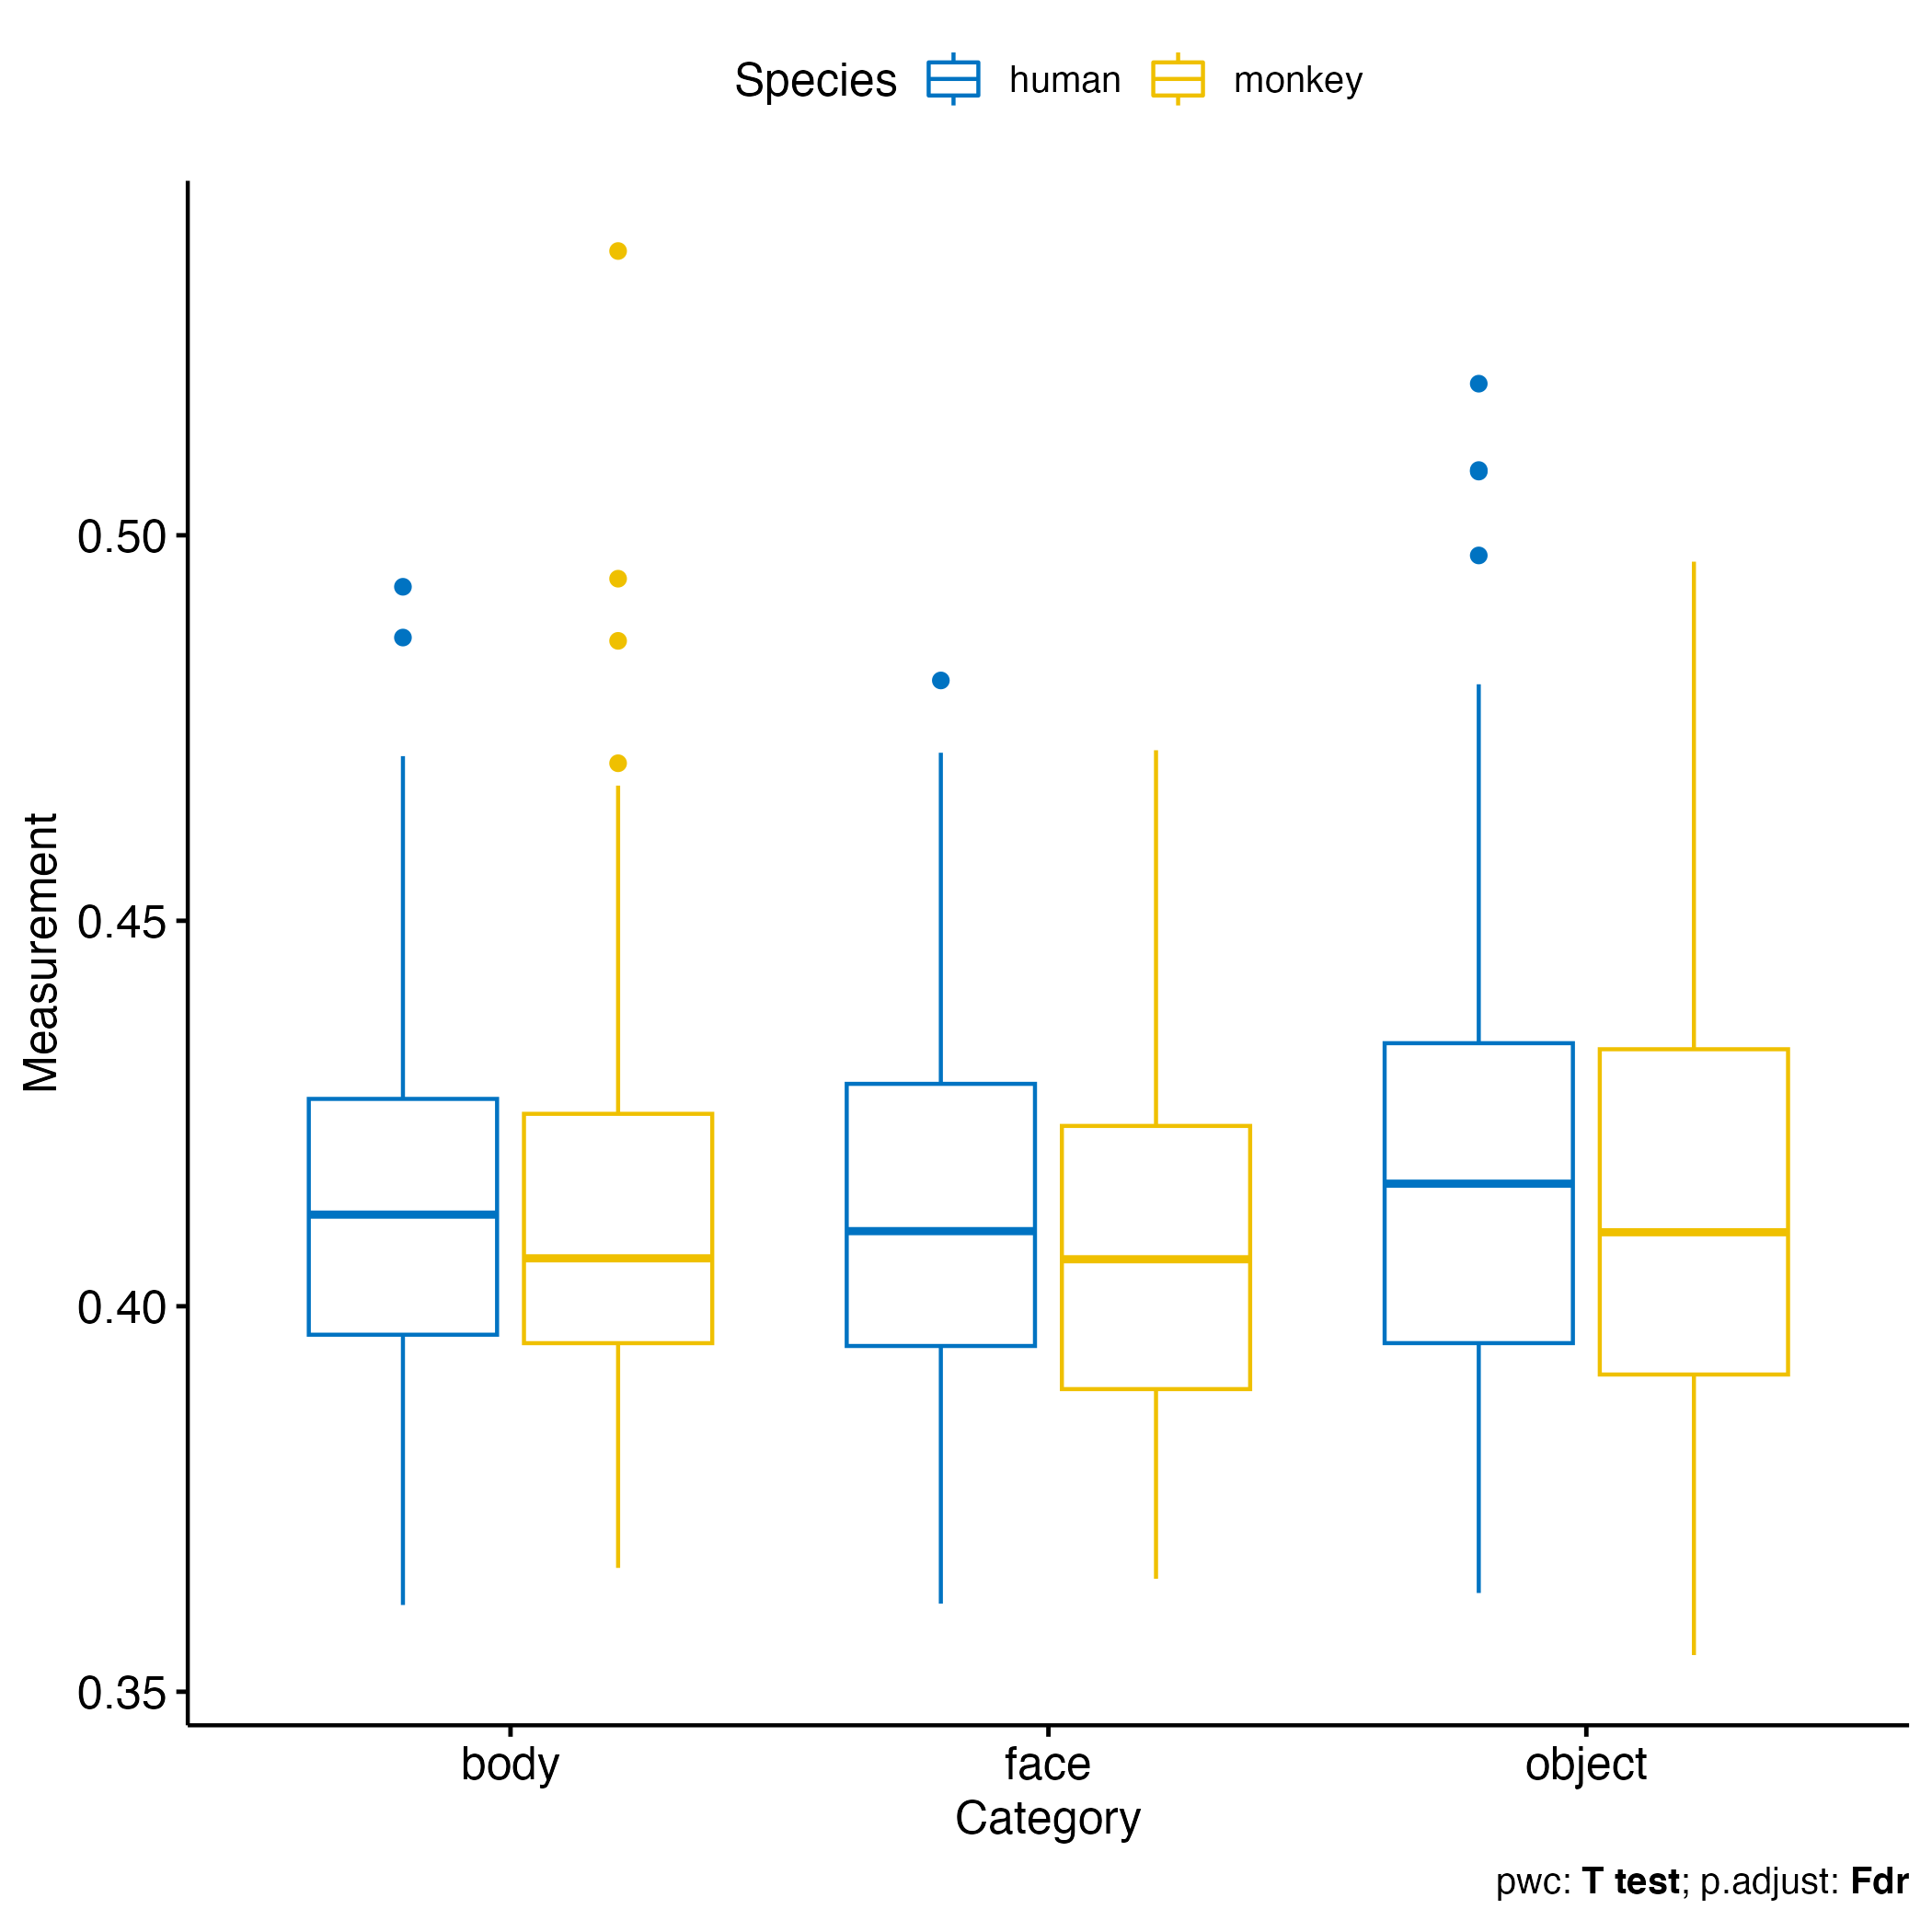 Species human monkey
Measurement
0.50
0.45
0.40
0.35
body face object
Category
pwc: T test; p.adjust: Fdr